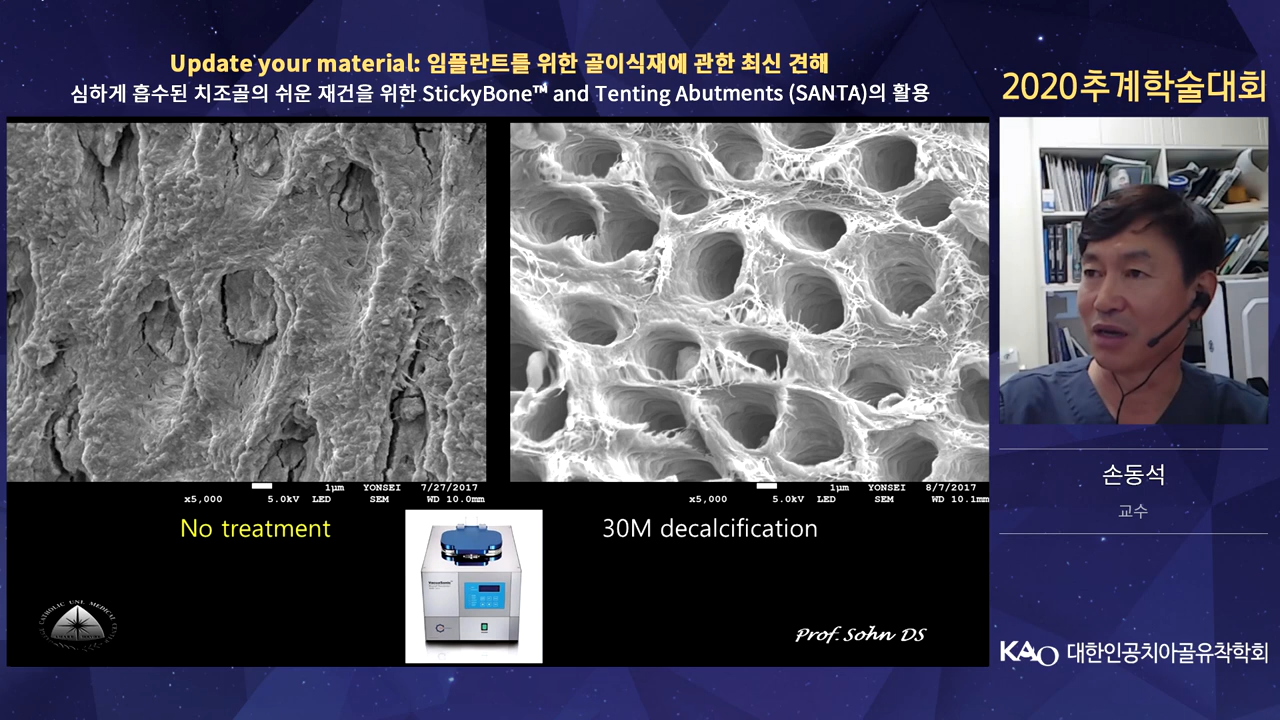 Update your material: 임플란트를 위한 골이식재에 관한 최신 견해
심하게 흡수된 치조골의 쉬운 재건을 위한 StickyBone™ and Tenting Abutments (SANTA)의 활용
2020추계학술대회
1μm YONSEI 7/27/2017
x5,000 5.0kV LED SEM WD 10.0mm
1μm YONSEI 8/7/2017
x5,000 5.0kV LED SEM WD 10.1mm
No treatment
30M decalcification
손동석
교수
CATHOLIC UNI. MEDICAL CENTER
Prof. Sohn DS
KAO 대한인공치아골유착학회